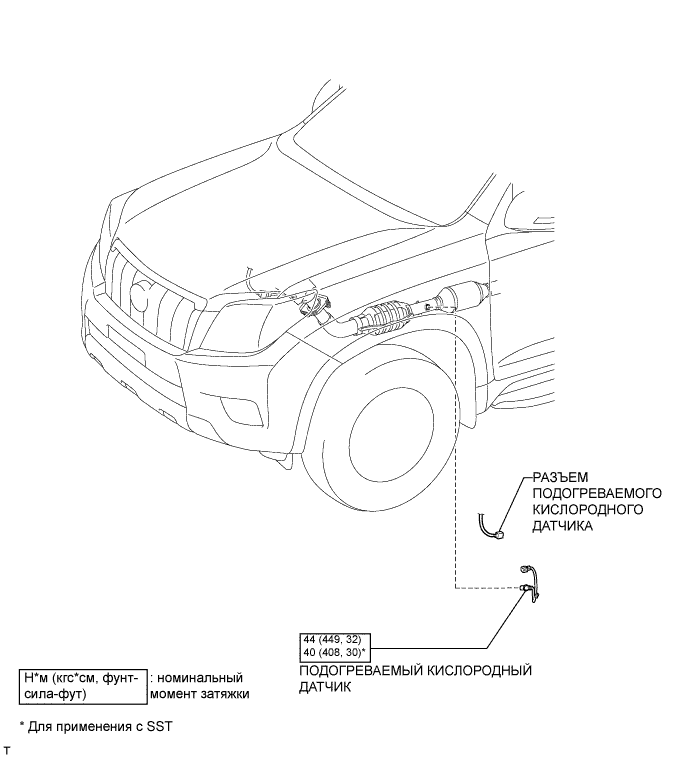 РАЗЪЕМ
ПОДОГРЕВАЕМОГО
КИСЛОРОДНОГО
ДАТЧИКА
44 (449, 32)
40 (408, 30)*
ПОДОГРЕВАЕМЫЙ КИСЛОРОДНЫЙ
ДАТЧИК
Н*м (кгс*см, фунт-
сила-фут)
: номинальный
момент затяжки
* Для применения с SST
T